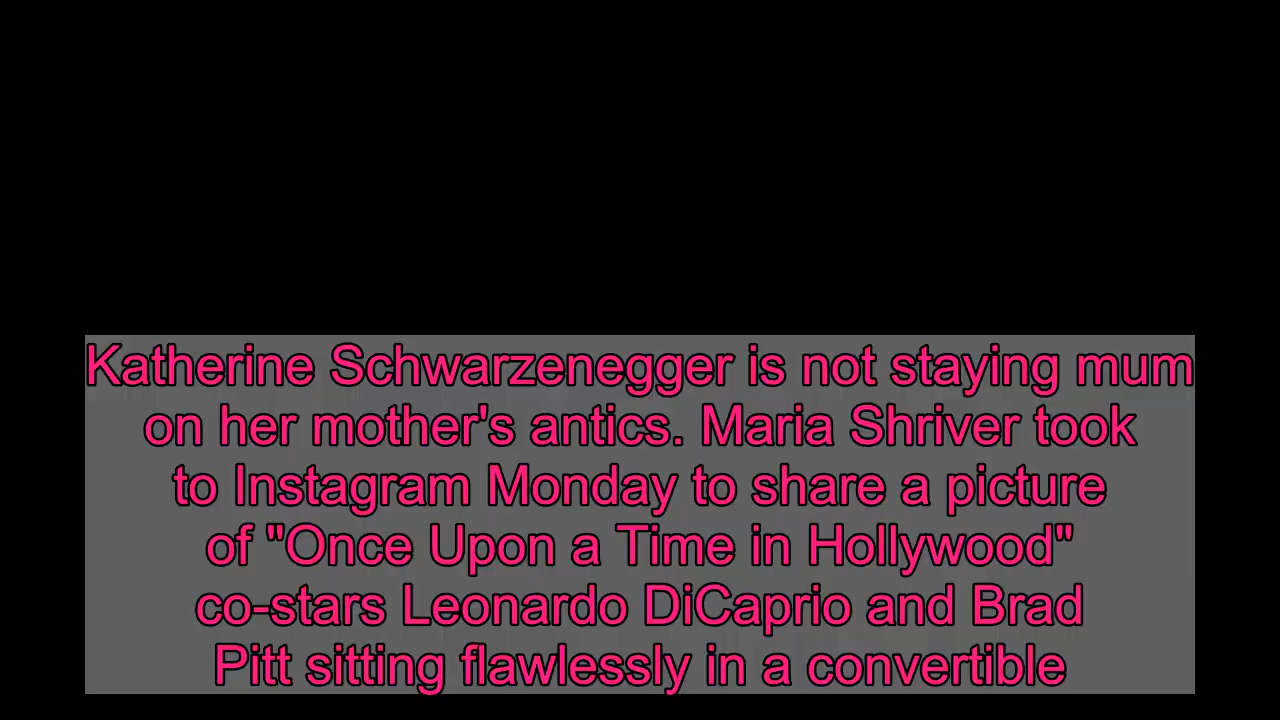 Katherine Schwarzenegger is not staying mum
on her mother's antics. Maria Shriver took
to Instagram Monday to share a picture
of "Once Upon a Time in Hollywood"
co-stars Leonardo DiCaprio and Brad
Pitt sitting flawlessly in a convertible